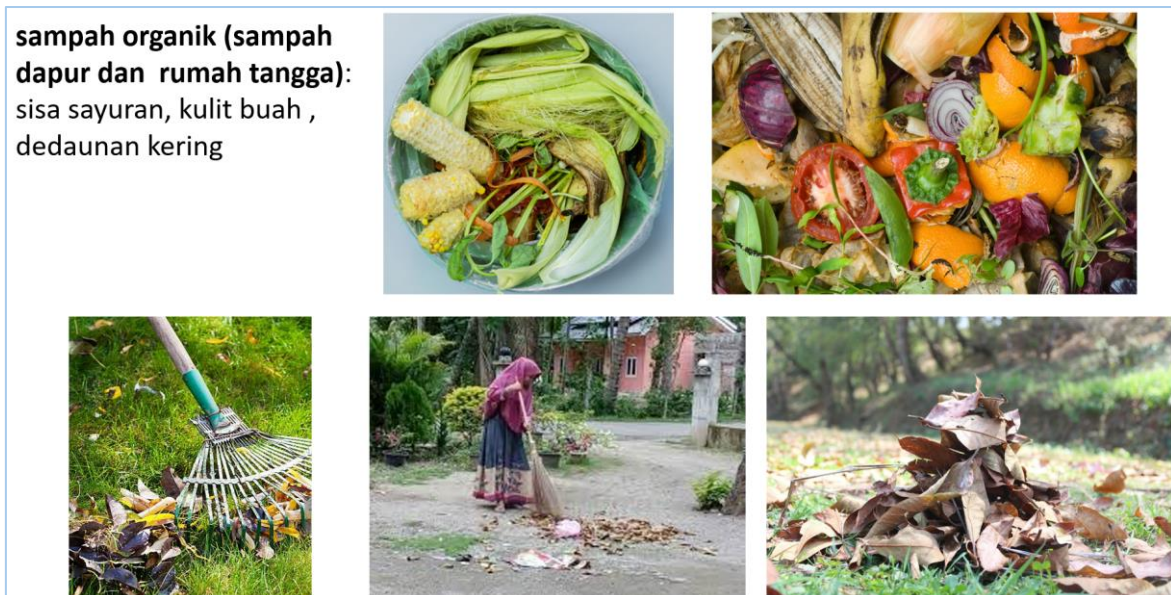 sampah organik (sampah
dapur dan  rumah tangga):
sisa sayuran, kulit buah ,
dedaunan kering